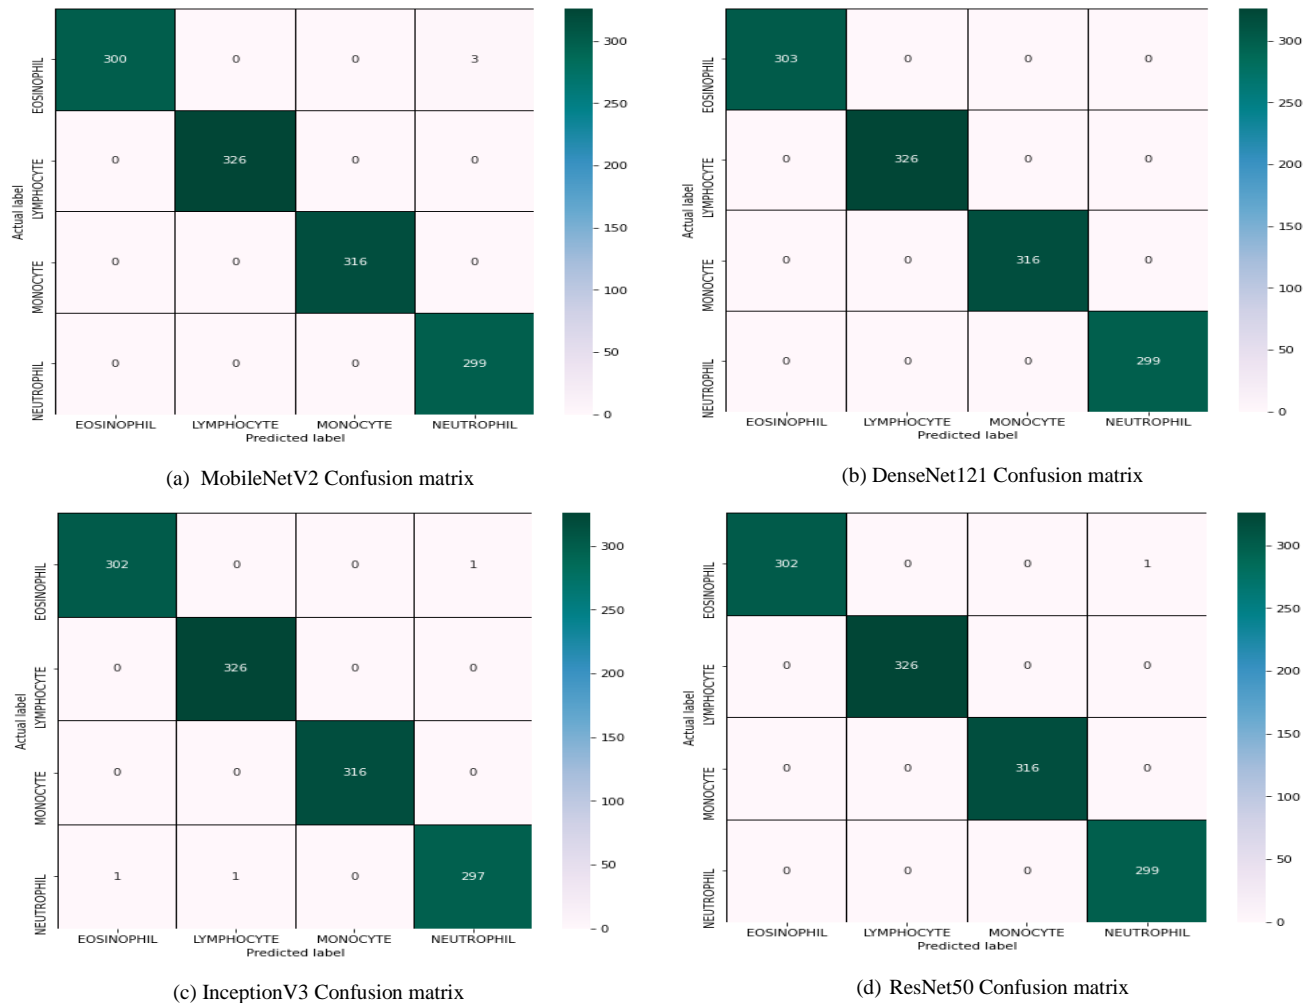 300 0 0 3
0 326 0 0
0 0 316 0
0 0 0 299
EOSINOPHIL
LYMPHOCYTE
MONOCYTE
NEUTROPHIL
Actual label
EOSINOPHIL LYMPHOCYTE MONOCYTE NEUTROPHIL
Predicted label
300
250
200
150
100
50
0
(a) MobileNetV2 Confusion matrix
303 0 0 0
0 326 0 0
0 0 316 0
0 0 0 299
EOSINOPHIL
LYMPHOCYTE
MONOCYTE
NEUTROPHIL
Actual label
EOSINOPHIL LYMPHOCYTE MONOCYTE NEUTROPHIL
Predicted label
300
250
200
150
100
50
0
(b) DenseNet121 Confusion matrix
302 0 0 1
0 326 0 0
0 0 316 0
1 1 0 297
EOSINOPHIL
LYMPHOCYTE
MONOCYTE
NEUTROPHIL
Actual label
EOSINOPHIL LYMPHOCYTE MONOCYTE NEUTROPHIL
Predicted label
300
250
200
150
100
50
0
(c) InceptionV3 Confusion matrix
302 0 0 1
0 326 0 0
0 0 316 0
0 0 0 299
EOSINOPHIL
LYMPHOCYTE
MONOCYTE
NEUTROPHIL
Actual label
EOSINOPHIL LYMPHOCYTE MONOCYTE NEUTROPHIL
Predicted label
300
250
200
150
100
50
0
(d) ResNet50 Confusion matrix